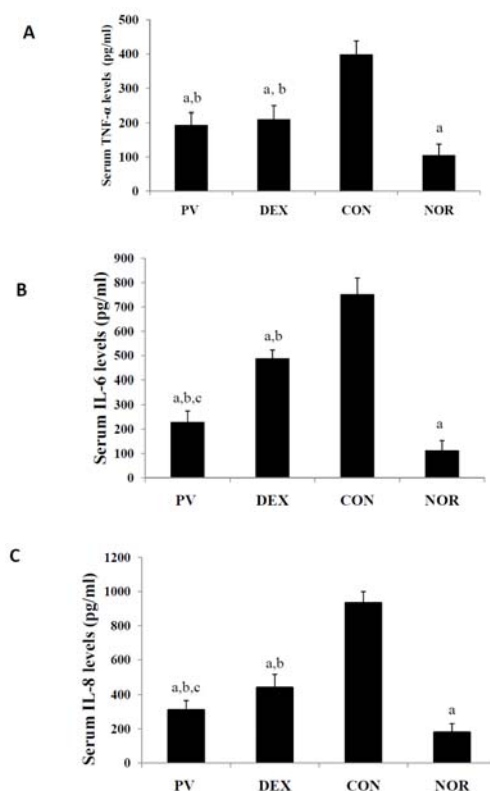 A
Serum TNF-α levels (pg/ml)
500
400
300
200
100
0
a,b
a, b
a
PV DEX CON NOR
B
Serum IL-6 levels (pg/ml)
900
800
700
600
500
400
300
200
100
0
a,b,c
a,b
a
PV DEX CON NOR
C
Serum IL-8 levels (pg/ml)
1200
1000
800
600
400
200
0
a,b,c
a,b
a
PV DEX CON NOR